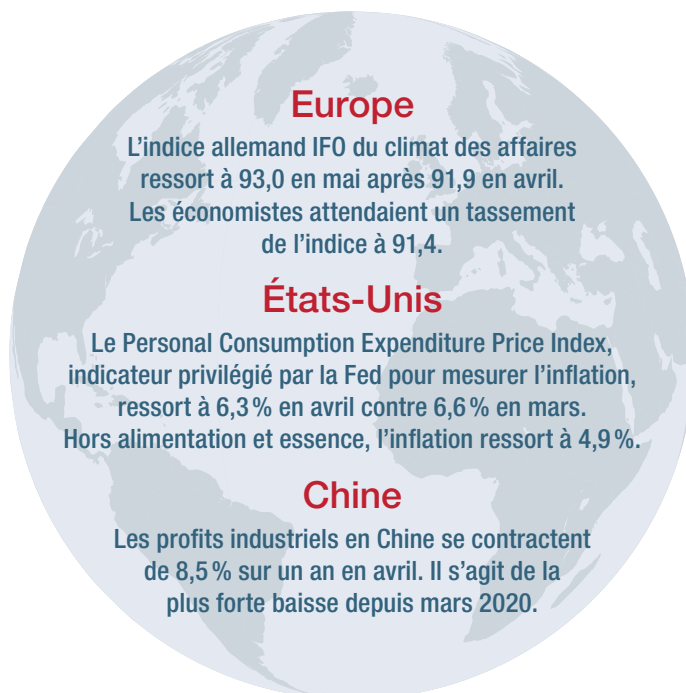 Europe
L’indice allemand IFO du climat des affaires
ressort à 93,0 en mai après 91,9 en avril.
Les économistes attendaient un tassement
de l’indice à 91,4.
États-Unis
Le Personal Consumption Expenditure Price Index,
indicateur privilégié par la Fed pour mesurer l’inflation,
ressort à 6,3 % en avril contre 6,6 % en mars.
Hors alimentation et essence, l’inflation ressort à 4,9 %.
Chine
Les profits industriels en Chine se contractent
de 8,5 % sur un an en avril. Il s’agit de la
plus forte baisse depuis mars 2020.